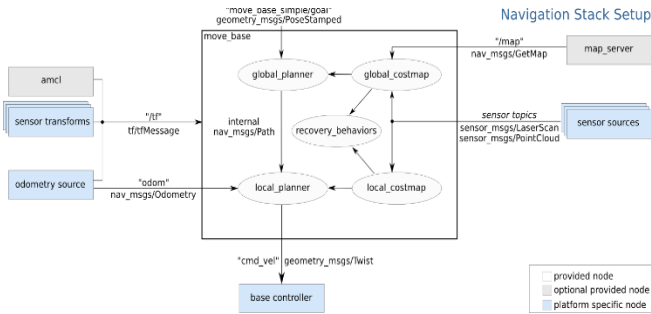 "move_base_simple/goal"
geometry_msgs/PoseStamped
Navigation Stack Setup
move_base
"/map"
nav_msgs/GetMap
map_server
amcl
global_planner
global_costmap
sensor transforms
"/tf"
tf/tfMessage
internal
nav_msgs/Path
recovery_behaviors
sensor topics
sensor_msgs/LaserScan
sensor_msgs/PointCloud
sensor sources
odometry source
"odom"
nav_msgs/Odometry
local_planner
local_costmap
"cmd_vel" geometry_msgs/Twist
base controller
provided node
optional provided node
platform specific node